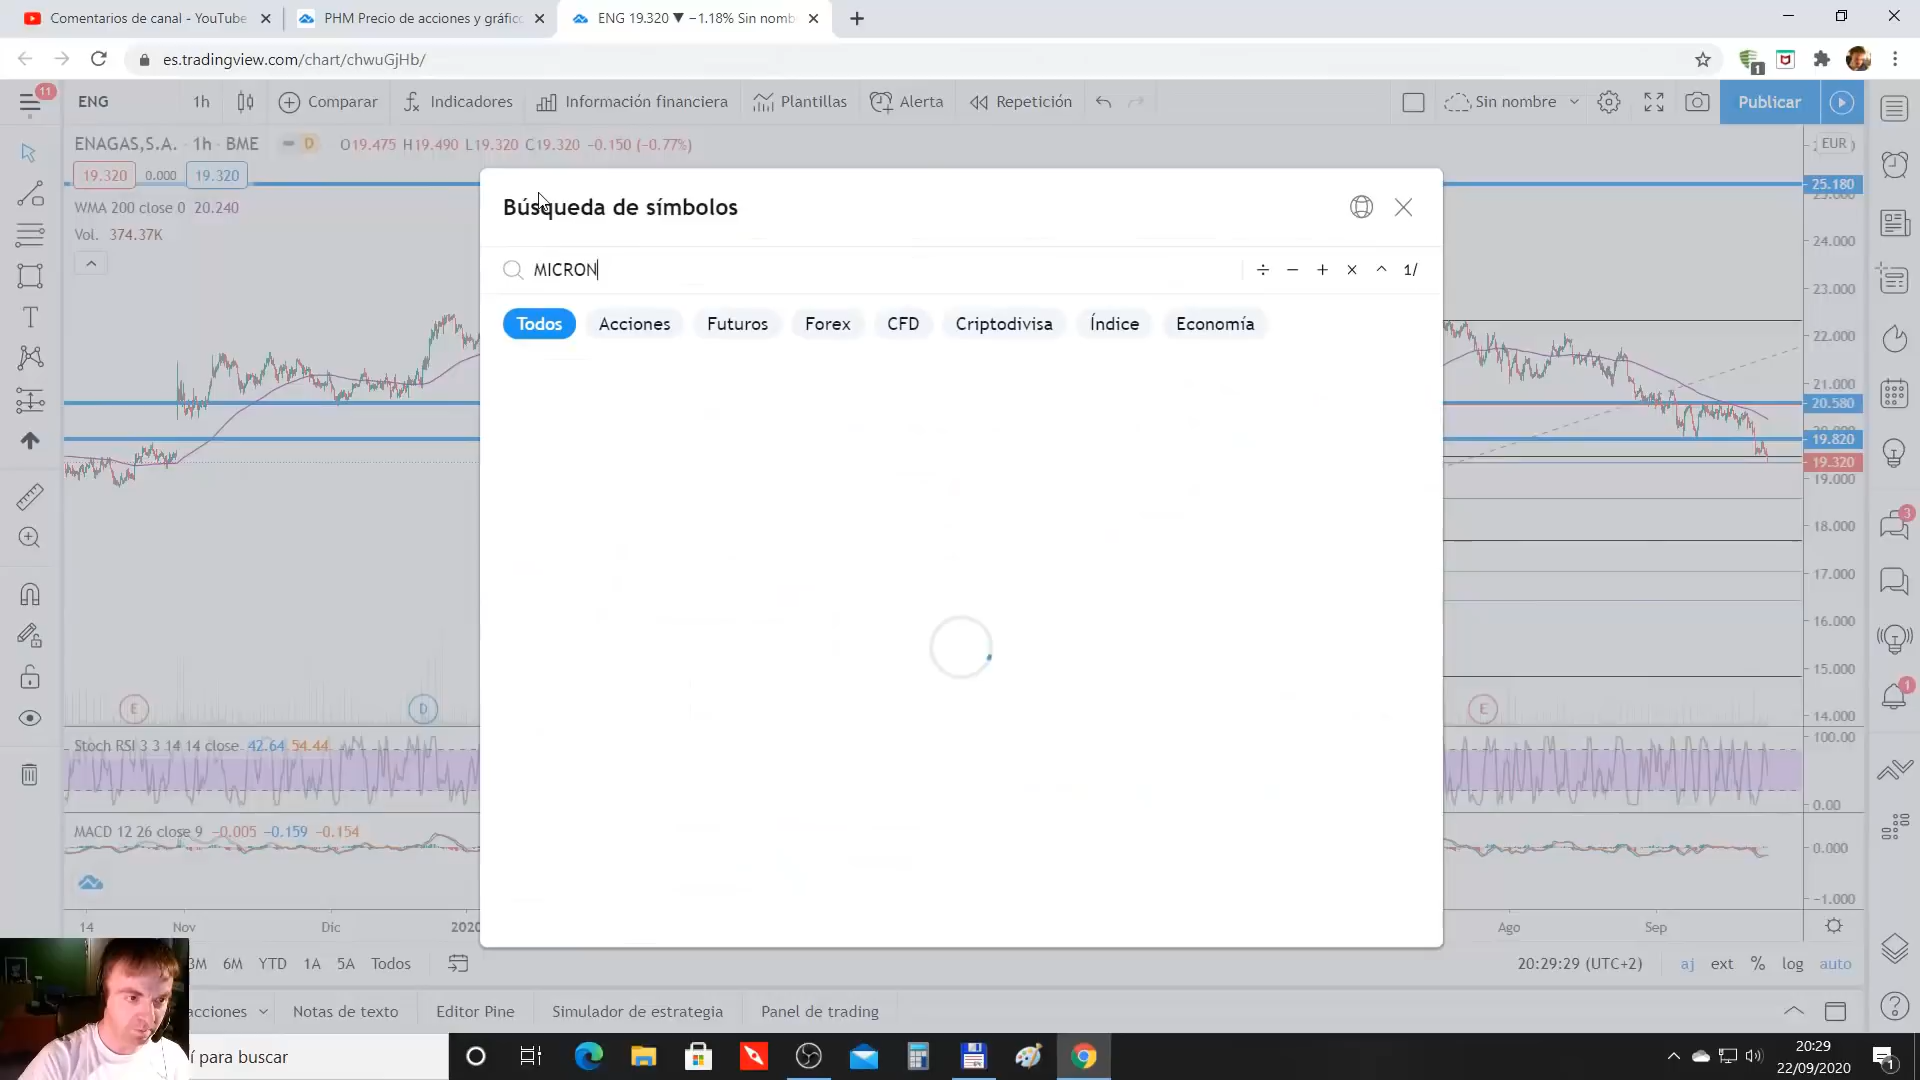 Comentarios de canal - YouTube
PHM Precio de acciones y gráfico
ENG 19.320 ▼ −1.18% Sin nomb
es.tradingview.com/chart/chwuGjHb/
1
11
ENG 1h Comparar Indicadores Información financiera Plantillas Alerta Repetición Sin nombre Publicar
ENAGAS,S.A. · 1h · BME D O19.475 H19.490 L19.320 C19.320 −0.150 (−0.77%)
EUR
19.320 0.000 19.320
25.180
WMA 200 close 0 20.240
Vol. 374.37K
Búsqueda de símbolos
MICRON
÷ − + × ^ 1/
Todos Acciones Futuros Forex CFD Criptodivisa Índice Economía
24.000
23.000
22.000
21.000
20.580
19.820
19.320
19.000
18.000
3
17.000
16.000
15.000
1
14.000
E D E
Stoch RSI 3 3 14 14 close 42.64 54.44
100.00
0.00
MACD 12 26 close 9 −0.005 −0.159 −0.154
0.000
−1.000
14 Nov Dic 2020 Ago Sep
3M 6M YTD 1A 5A Todos
20:29:29 (UTC+2) aj ext % log auto
acciones Notas de texto Editor Pine Simulador de estrategia Panel de trading
í para buscar
20:29
22/09/2020
1